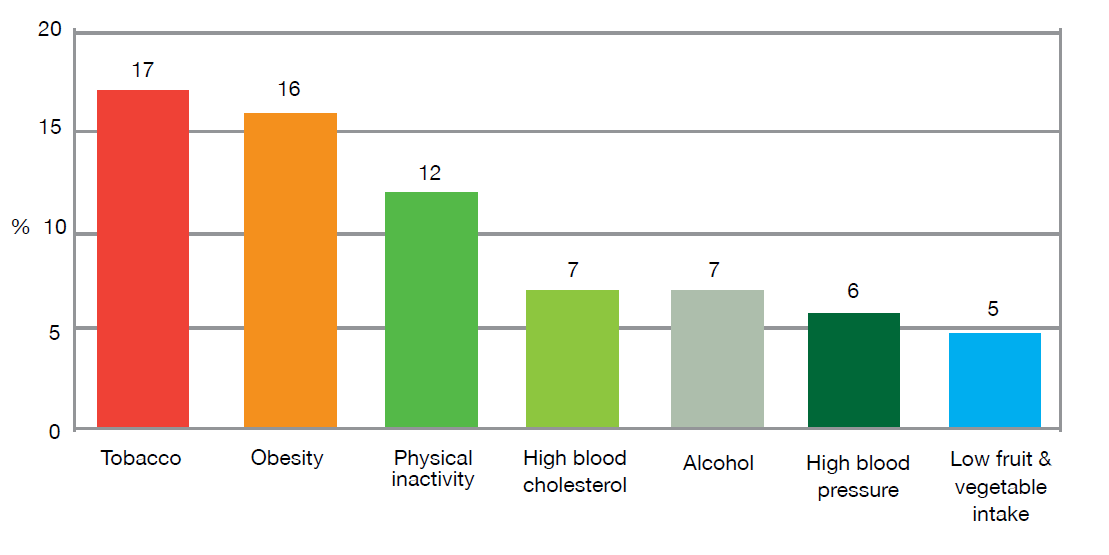 20
15
% 10
5
0
17
16
12
7
7
6
5
Tobacco
Obesity
Physical
inactivity
High blood
cholesterol
Alcohol
High blood
pressure
Low fruit &
vegetable
intake